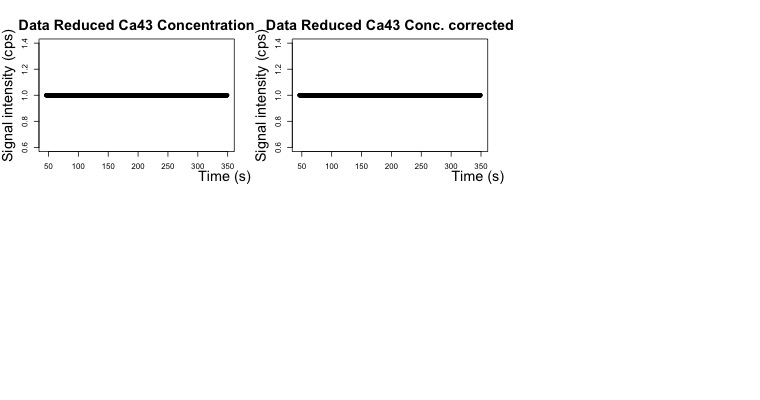 Data Reduced Ca43 Concentration
Signal intensity (cps)
1.4
1.2
1.0
0.8
0.6
50 100 150 200 250 300 350
Time (s)
Data Reduced Ca43 Conc. corrected
Signal intensity (cps)
1.4
1.2
1.0
0.8
0.6
50 100 150 200 250 300 350
Time (s)